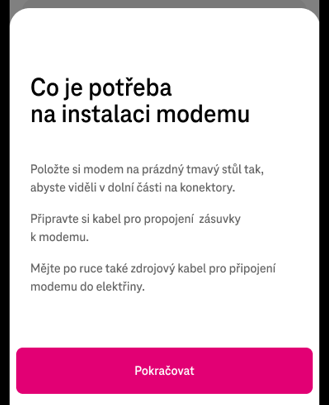 Co je potřeba
na instalaci modemu
Položte si modem na prázdný tmavý stůl tak,
abyste viděli v dolní části na konektory.
Připravte si kabel pro propojení zásuvky
k modemu.
Mějte po ruce také zdrojový kabel pro připojení
modemu do elektřiny.
Pokračovat